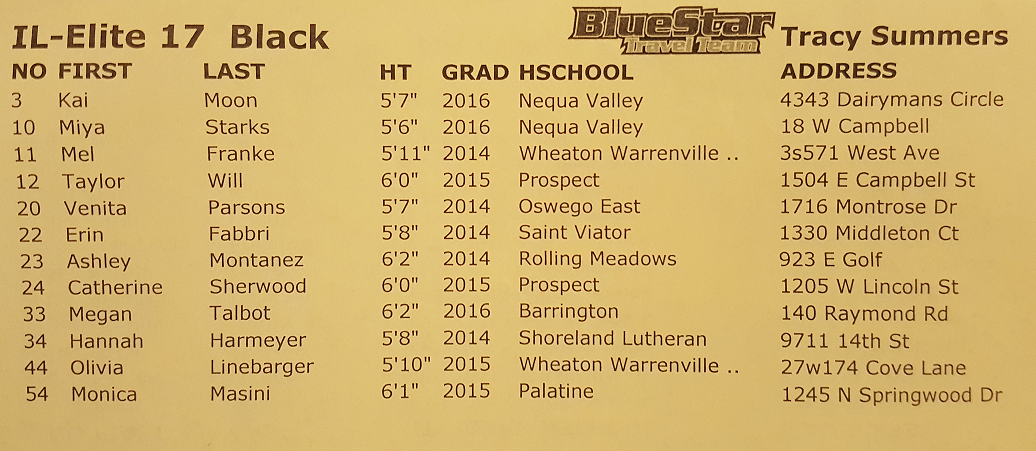 IL-Elite 17 Black BlueStar Travel Team Tracy Summers
NO FIRST LAST HT GRAD HSCHOOL ADDRESS
3 Kai Moon 5'7" 2016 Nequa Valley 4343 Dairymans Circle
10 Miya Starks 5'6" 2016 Nequa Valley 18 W Campbell
11 Mel Franke 5'11" 2014 Wheaton Warrenville .. 3s571 West Ave
12 Taylor Will 6'0" 2015 Prospect 1504 E Campbell St
20 Venita Parsons 5'7" 2014 Oswego East 1716 Montrose Dr
22 Erin Fabbri 5'8" 2014 Saint Viator 1330 Middleton Ct
23 Ashley Montanez 6'2" 2014 Rolling Meadows 923 E Golf
24 Catherine Sherwood 6'0" 2015 Prospect 1205 W Lincoln St
33 Megan Talbot 6'2" 2016 Barrington 140 Raymond Rd
34 Hannah Harmeyer 5'8" 2014 Shoreland Lutheran 9711 14th St
44 Olivia Linebarger 5'10" 2015 Wheaton Warrenville .. 27w174 Cove Lane
54 Monica Masini 6'1" 2015 Palatine 1245 N Springwood Dr